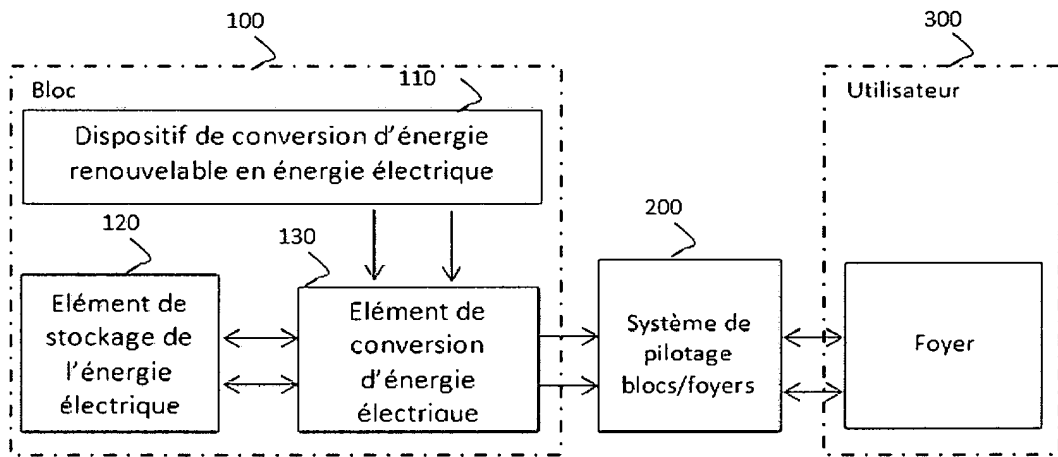 100
300
Bloc
110
Utilisateur
Dispositif de conversion d'énergie
renouvelable en énergie électrique
120
130
200
Elément de
stockage de
l'énergie
électrique
Elément de
conversion
d'énergie
électrique
Système de
pilotage
blocs/foyers
Foyer